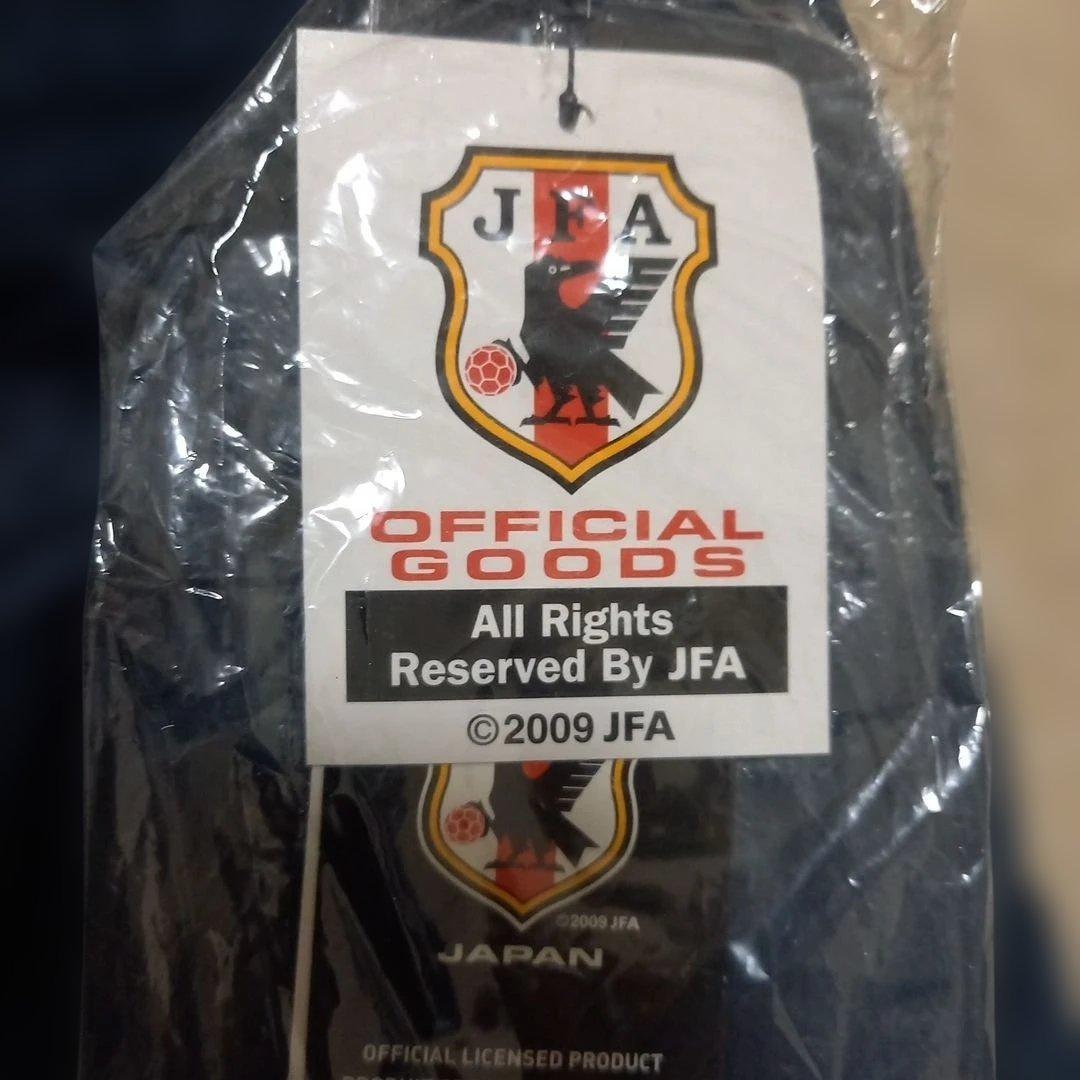 JFA
OFFICIAL
GOODS
All Rights
Reserved By JFA
©2009 JFA
©2009 JFA
JAPAN
OFFICIAL LICENSED PRODUCT